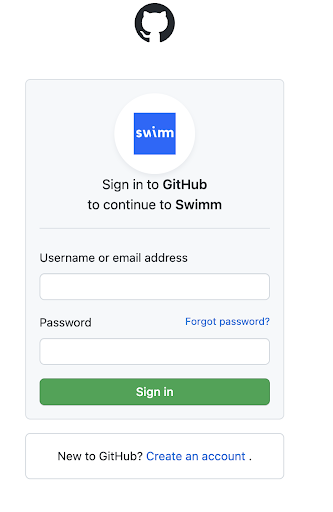 swimm
Sign in to GitHub
to continue to Swimm
Username or email address
Password Forgot password?
Sign in
New to GitHub? Create an account .